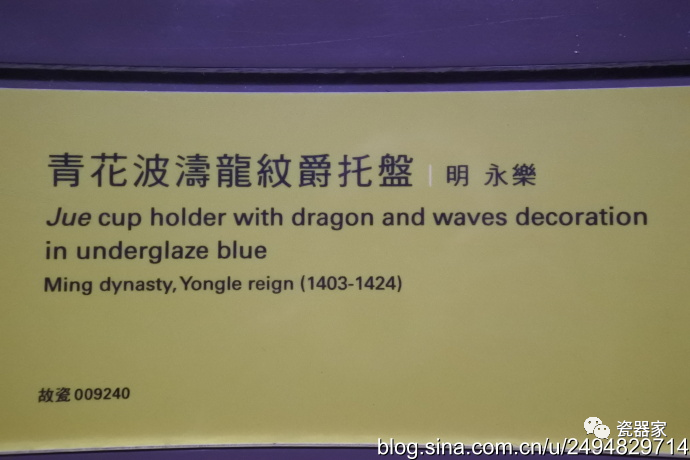 青花波濤龍紋爵托盤 | 明 永樂
Jue cup holder with dragon and waves decoration
in underglaze blue
Ming dynasty, Yongle reign (1403-1424)
故瓷 009240
瓷器家
blog.sina.com.cn/u/2494829714